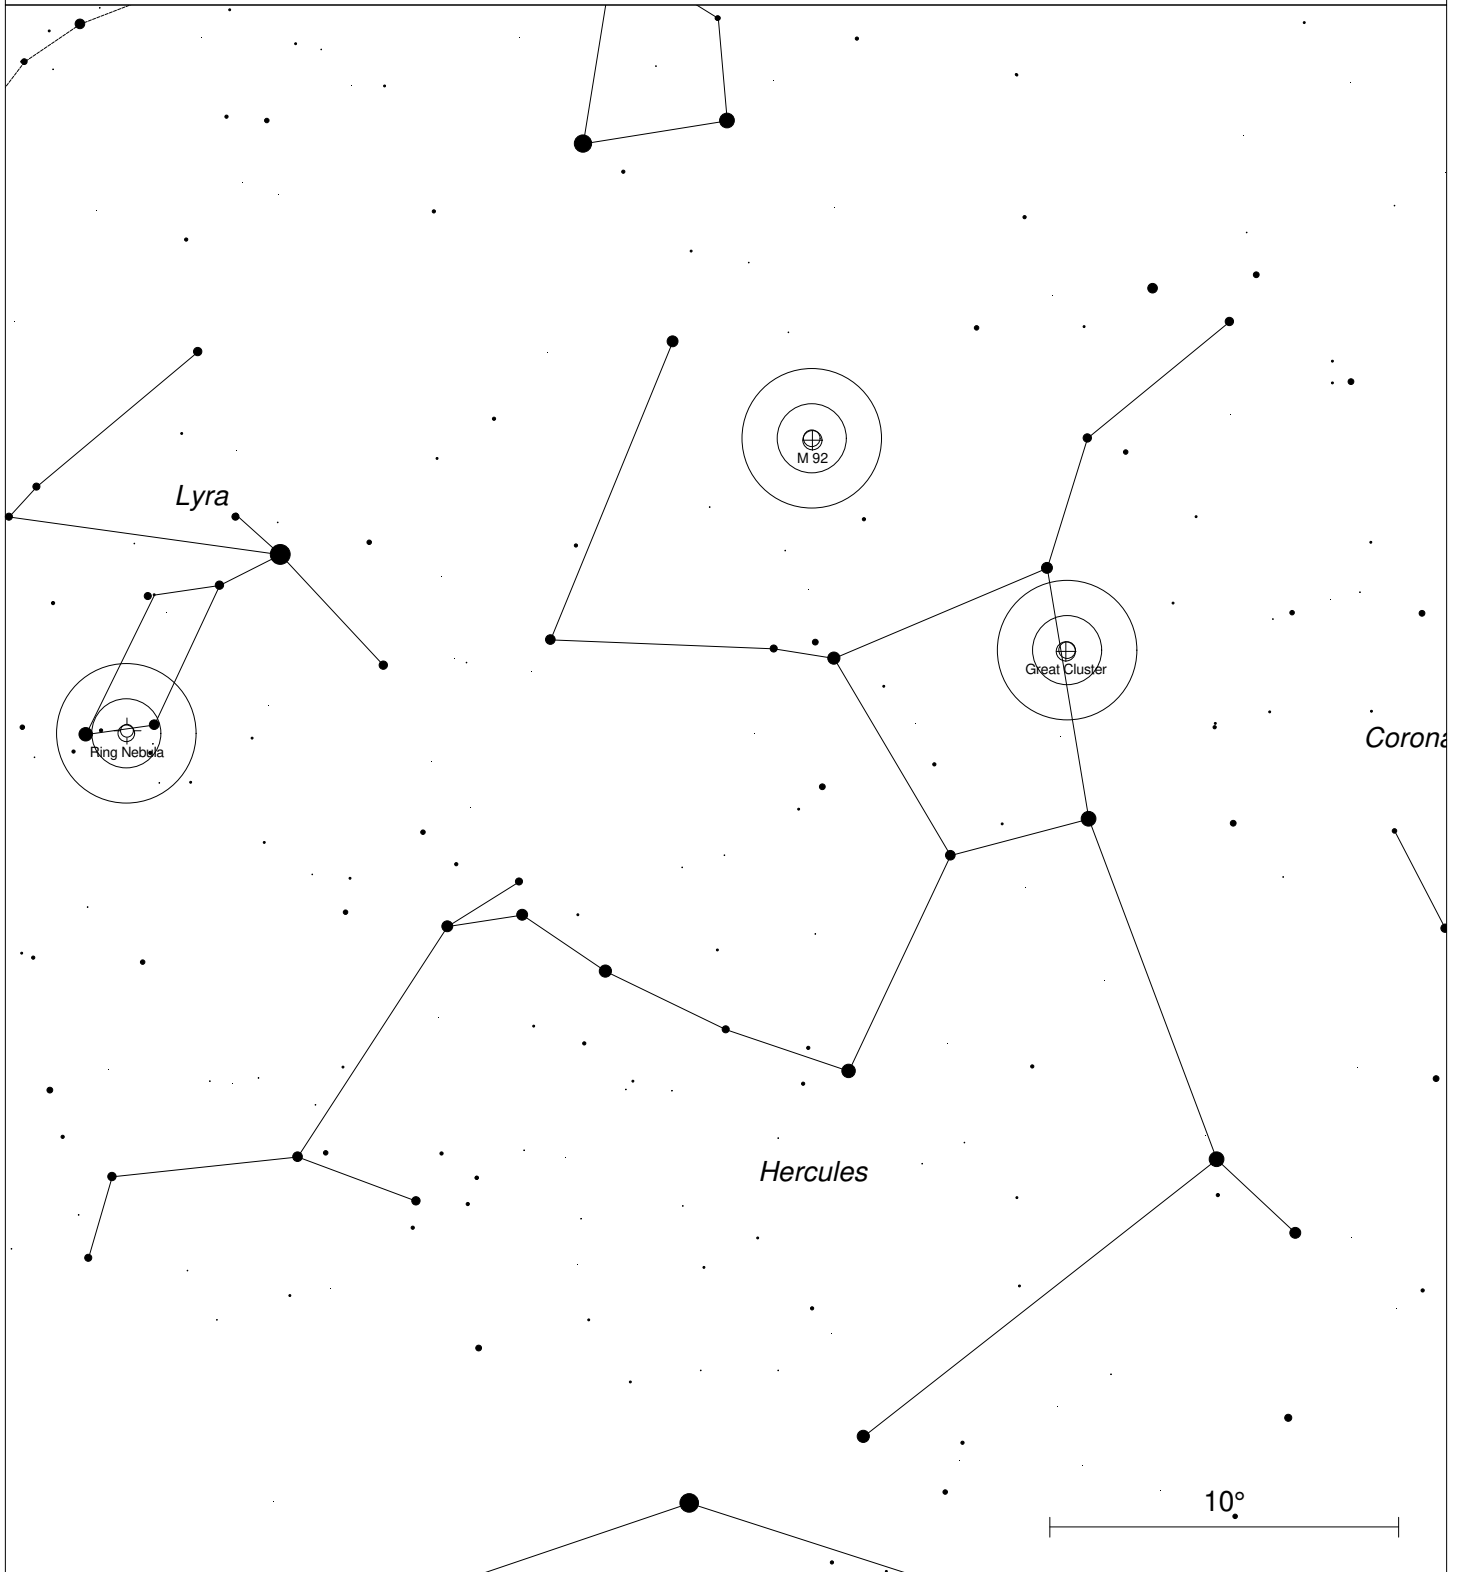 M 92
Lyra
Great Cluster
Corona
Ring Nebula
Hercules
10°